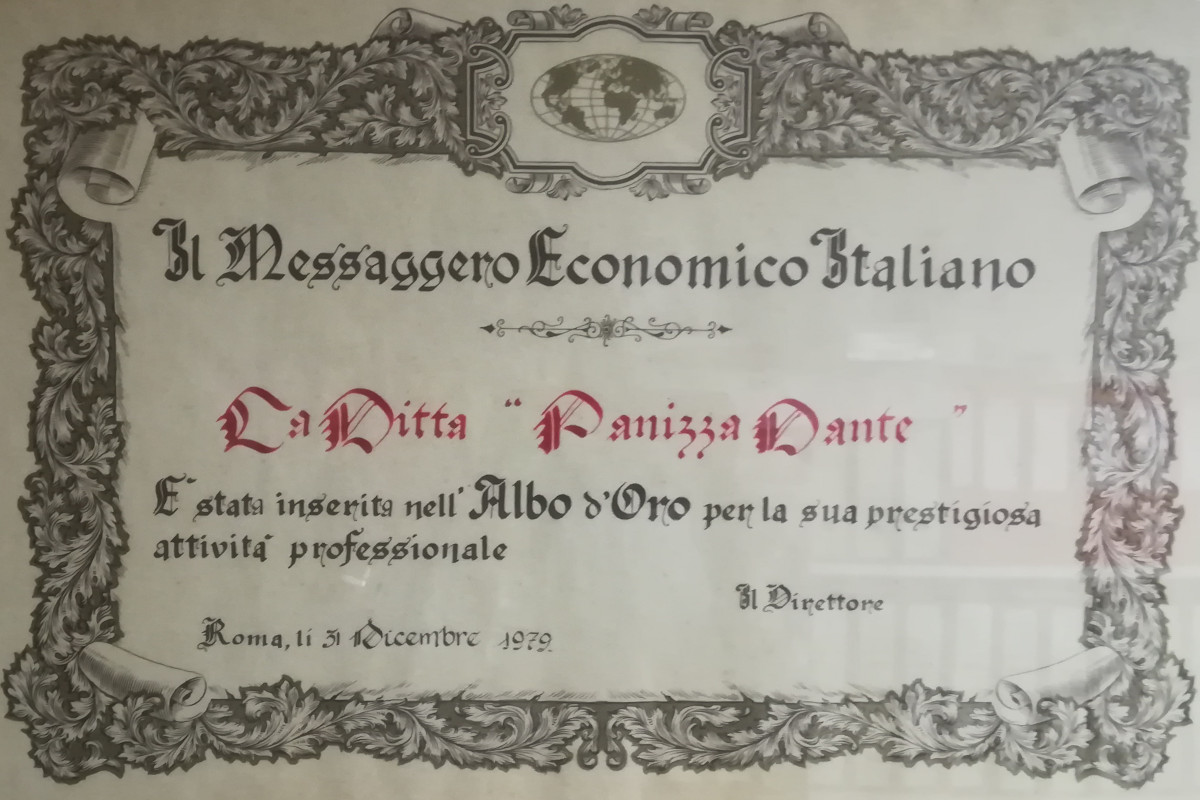 Il Messaggero Economico Italiano
La Ditta "Panizza Dante"
E' stata inserita nell'Albo d'Oro per la sua prestigiosa
attivita' professionale
Il Direttore
Roma, li 31 Dicembre 1979